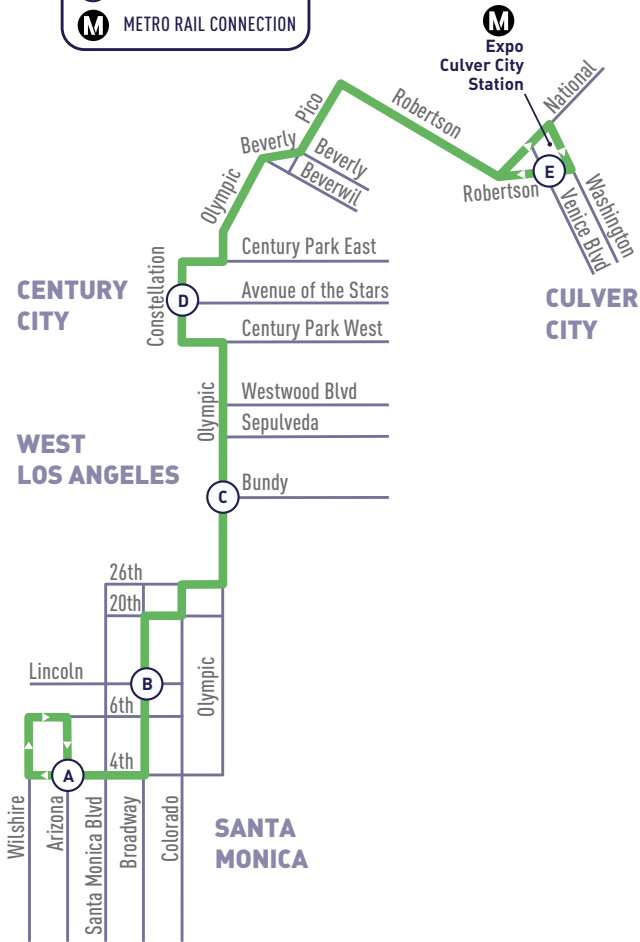 M METRO RAIL CONNECTION
M
Expo
Culver City
Station
National
Robertson
Pico
Beverly
Beverly
Beverwil
Robertson
E
Washington
Venice Blvd
Olympic
Century Park East
CENTURY
CITY
Constellation
D
Avenue of the Stars
CULVER
CITY
Century Park West
Olympic
Westwood Blvd
Sepulveda
WEST
LOS ANGELES
Bundy
C
26th
20th
Lincoln
B
Olympic
6th
4th
A
Wilshire
Arizona
Santa Monica Blvd
Broadway
Colorado
SANTA
MONICA